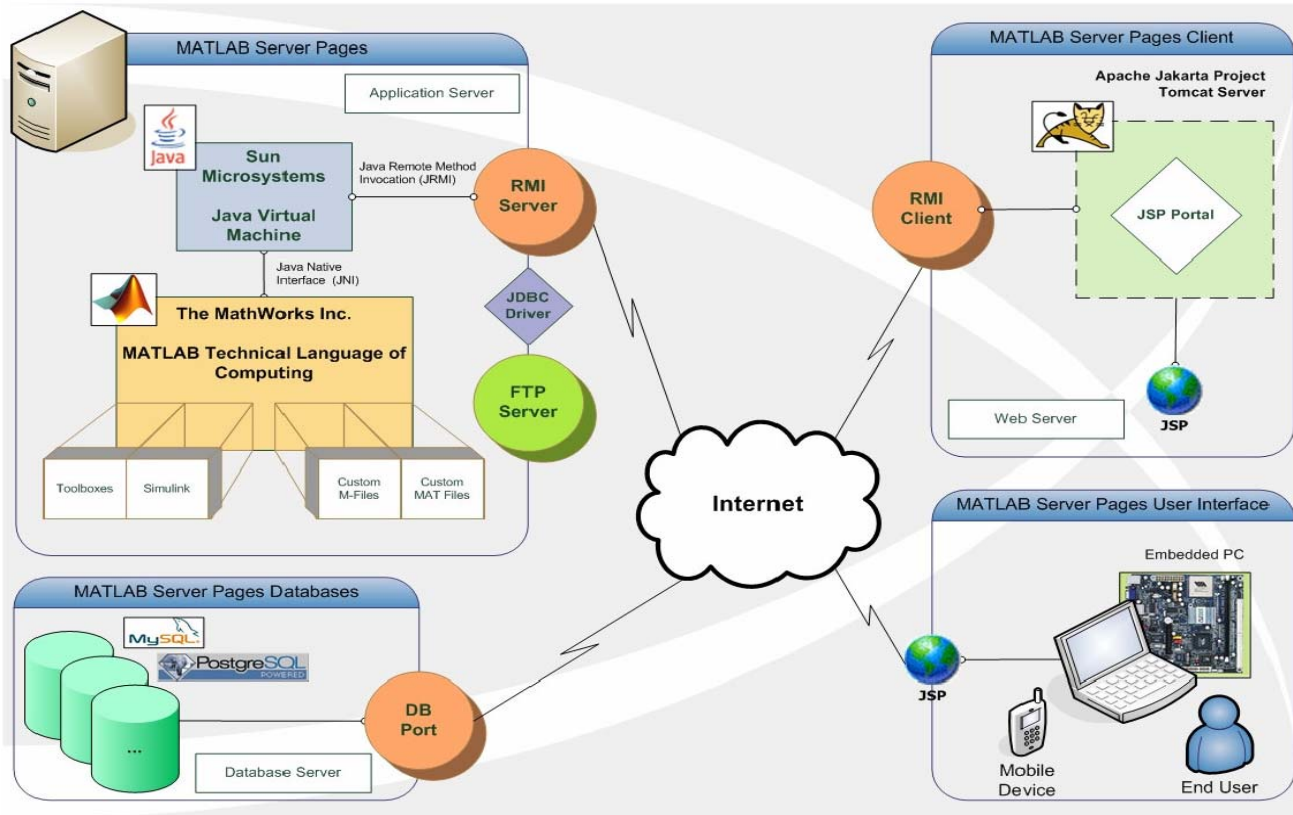 MATLAB Server Pages
Application Server
Java
Sun
Microsystems
Java Virtual
Machine
Java Remote Method
Invocation (JRMI)
RMI
Server
Java Native
Interface (JNI)
JDBC
Driver
The MathWorks Inc.
MATLAB Technical Language of
Computing
FTP
Server
Toolboxes
Simulink
Custom
M-Files
Custom
MAT Files
MATLAB Server Pages Client
Apache Jakarta Project
Tomcat Server
RMI
Client
JSP Portal
Web Server
JSP
Internet
MATLAB Server Pages Databases
MySQL
PostgreSQL
POWERED
...
DB
Port
Database Server
MATLAB Server Pages User Interface
Embedded PC
JSP
Mobile
Device
End User